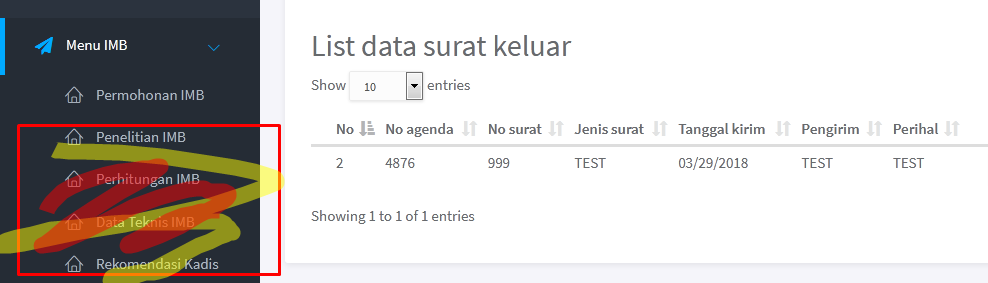 Menu IMB
Permohonan IMB
Penelitian IMB
Perhitungan IMB
Data Teknis IMB
Rekomendasi Kadis
List data surat keluar
Show 10 entries
No No agenda No surat Jenis surat Tanggal kirim Pengirim Perihal
2 4876 999 TEST 03/29/2018 TEST TEST
Showing 1 to 1 of 1 entries